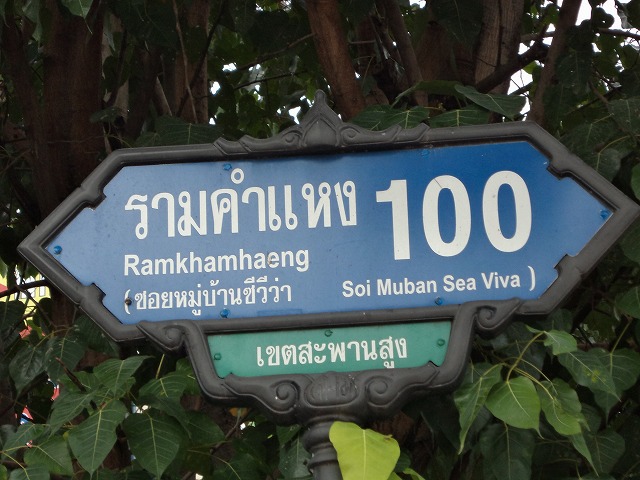 รามคำแหง 100
Ramkhamhaeng
(ซอยหมู่บ้านซีวีว่า Soi Muban Sea Viva )
เขตสะพานสูง